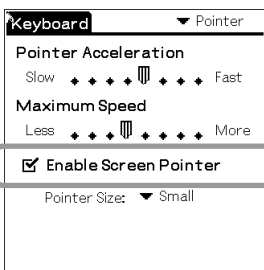 Keyboard Pointer
Pointer Acceleration
Slow Fast
Maximum Speed
Less More
Enable Screen Pointer
Pointer Size: Small